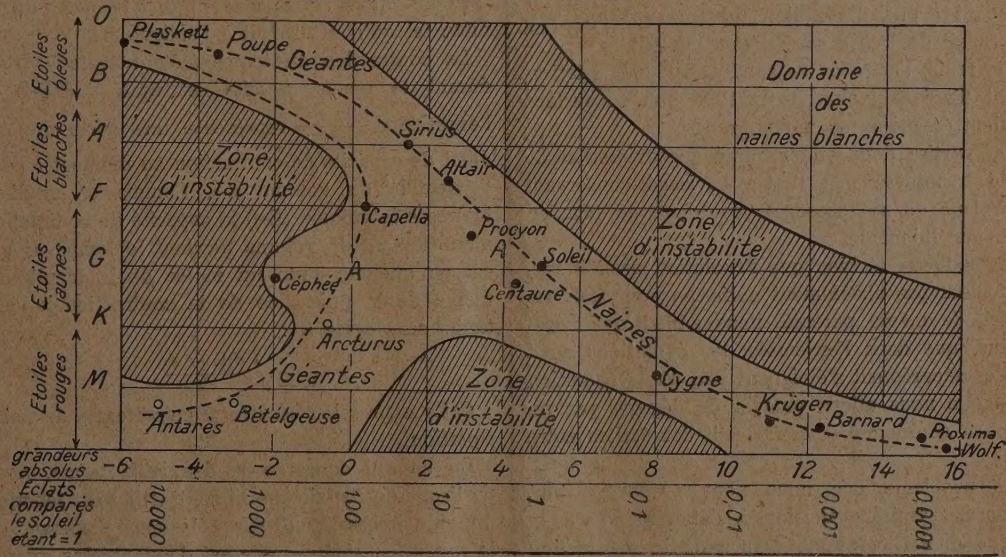 O
Plaskett
Poupe
Géantes
Etoiles
bleues
B
Domaine
des
naines blanches
Etoiles
blanches
A
Sirius
Zone
d'instabilité
Altaïr
F
Capella
Procyon
Zone
d'instabilité
A
Soleil
Etoiles
jaunes
G
A
Céphée
Centaure
Naines
K
Arcturus
Etoiles
rouges
M
Géantes
Zone
d'instabilité
Cygne
Antarès
Bételgeuse
Krügen
Barnard
Proxima
Wolf.
grandeurs
absolus
-6 -4 -2 0 2 4 6 8 10 12 14 16
Eclats
comparés
le soleil
étant = 1
10000 1000 100 10 1 0,1 0,01 0,001 0,0001